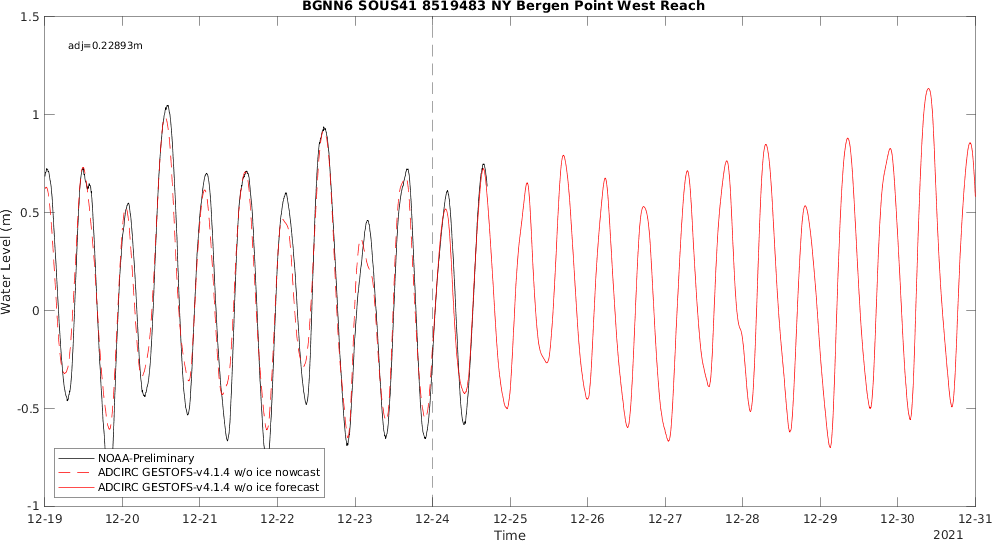 BGNN6 SOUS41 8519483 NY Bergen Point West Reach
1.5
adj=0.22893m
1
0.5
0
-0.5
-1
Water Level (m)
NOAA-Preliminary
ADCIRC GESTOFS-v4.1.4 w/o ice nowcast
ADCIRC GESTOFS-v4.1.4 w/o ice forecast
12-19 12-20 12-21 12-22 12-23 12-24 12-25 12-26 12-27 12-28 12-29 12-30 12-31
Time
2021